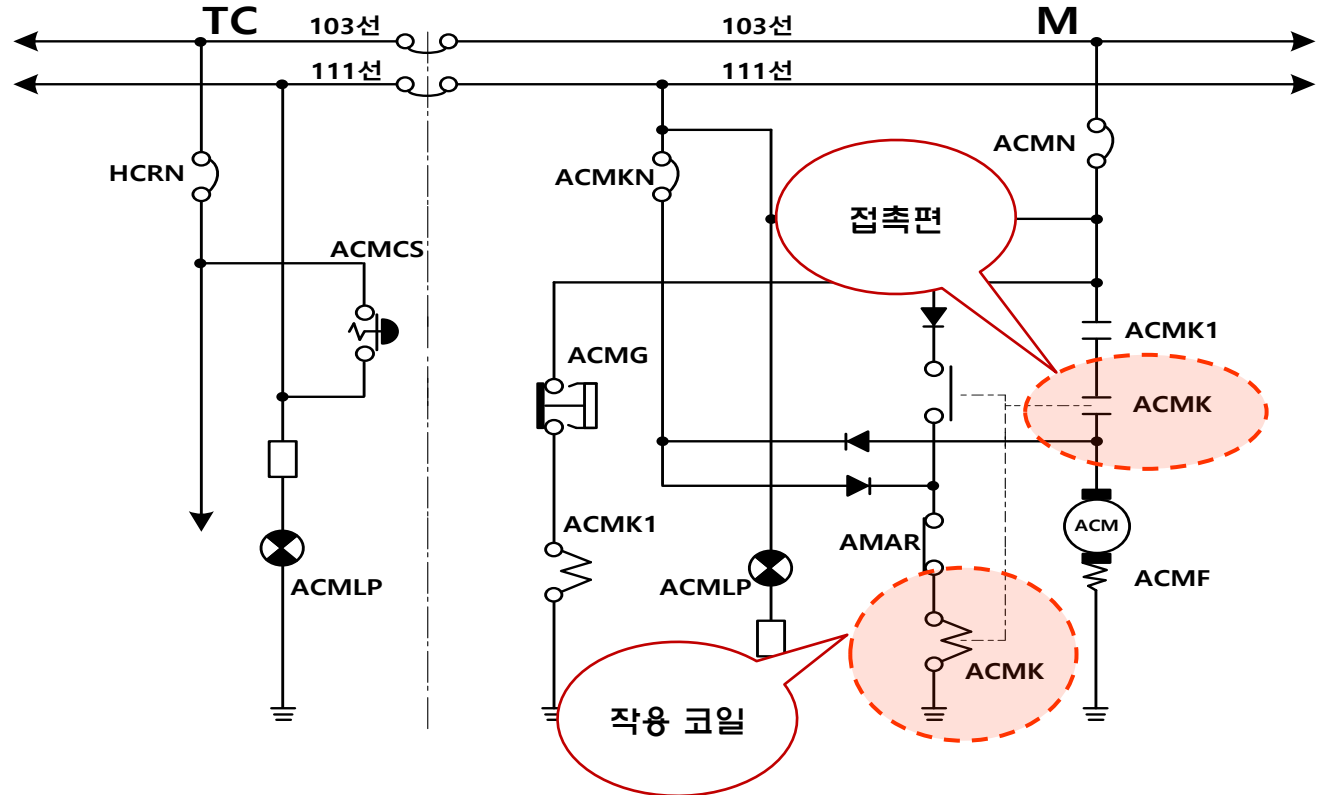 TC
103선
103선
M
111선
111선
HCRN
ACMCS
ACMKN
ACMN
접촉편
ACMG
ACMK1
ACMK
ACMK1
AMAR
ACM
ACMLP
ACMLP
ACMF
ACMK
작용 코일